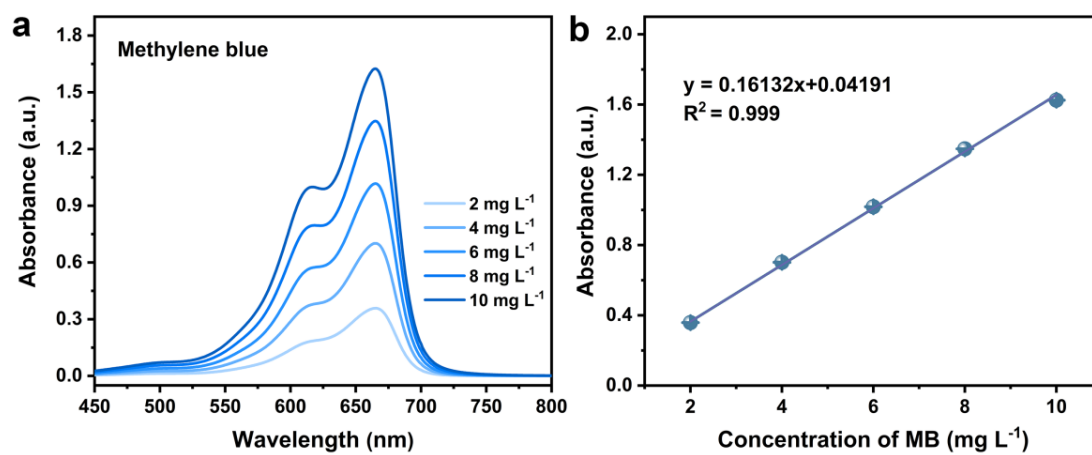 a
Methylene blue
Absorbance (a.u.)
1.8
1.5
1.2
0.9
0.6
0.3
0.0
2 mg L⁻¹
4 mg L⁻¹
6 mg L⁻¹
8 mg L⁻¹
10 mg L⁻¹
450 500 550 600 650 700 750 800
Wavelength (nm)
b
y = 0.16132x+0.04191
R² = 0.999
Absorbance (a.u.)
2.0
1.6
1.2
0.8
0.4
0.0
2 4 6 8 10
Concentration of MB (mg L⁻¹)